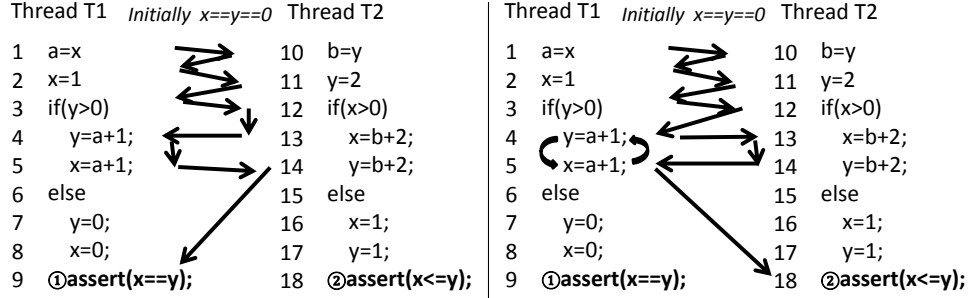 Thread T1 Initially x==y==0 Thread T2
1 a=x 10 b=y
2 x=1 11 y=2
3 if(y>0) 12 if(x>0)
4 y=a+1; 13 x=b+2;
5 x=a+1; 14 y=b+2;
6 else 15 else
7 y=0; 16 x=1;
8 x=0; 17 y=1;
9 ①assert(x==y); 18 ②assert(x<=y);
Thread T1 Initially x==y==0 Thread T2
1 a=x 10 b=y
2 x=1 11 y=2
3 if(y>0) 12 if(x>0)
4 y=a+1; 13 x=b+2;
5 x=a+1; 14 y=b+2;
6 else 15 else
7 y=0; 16 x=1;
8 x=0; 17 y=1;
9 ①assert(x==y); 18 ②assert(x<=y);